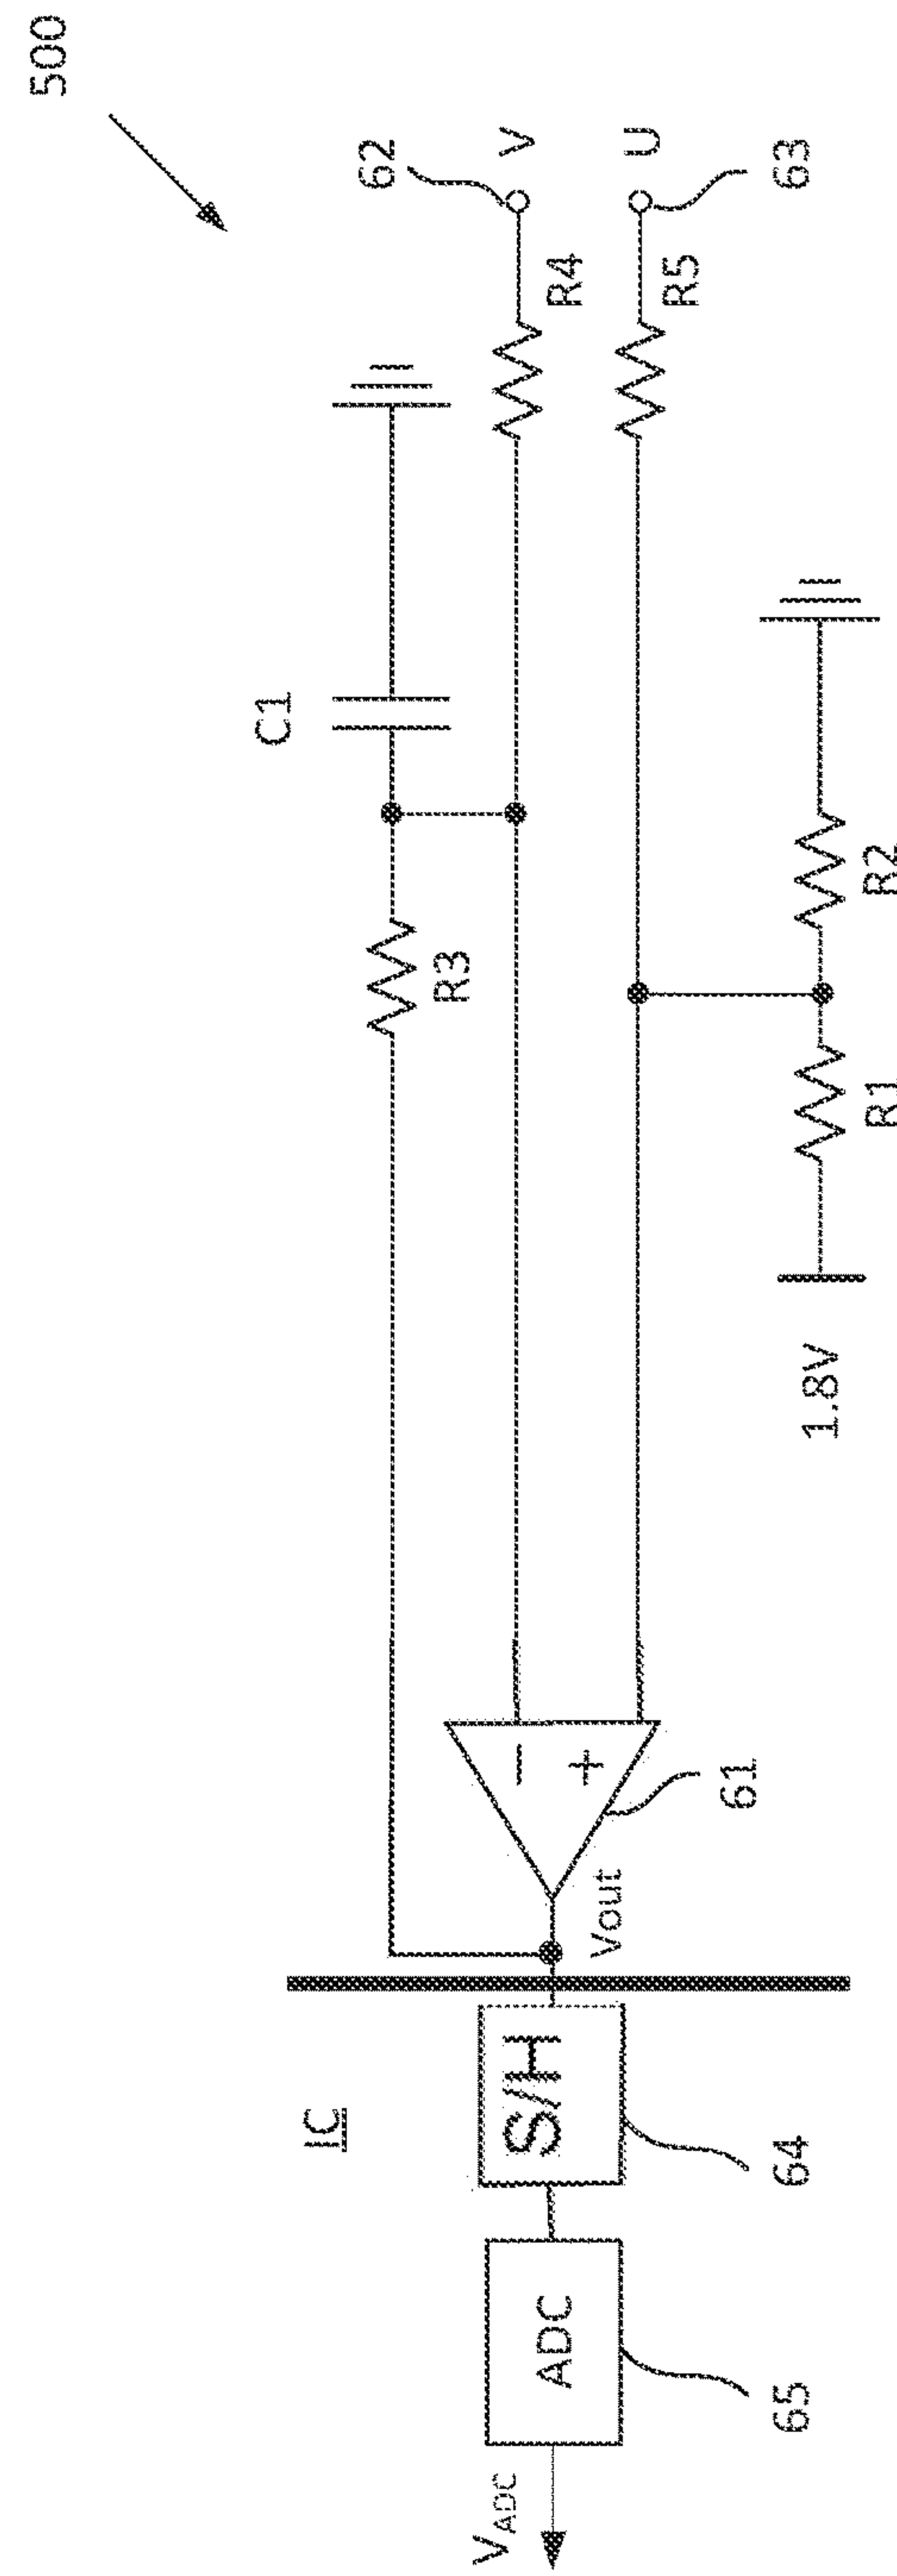 500
62
V
U
63
R4
R5
C1
R3
R2
R1
1.8V
−
+
61
Vout
IC
S/H
64
ADC
65
VADC